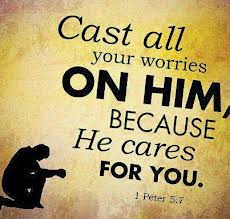 Cast all
your worries
ON HIM,
BECAUSE
He cares
FOR YOU.
1 Peter 5:7